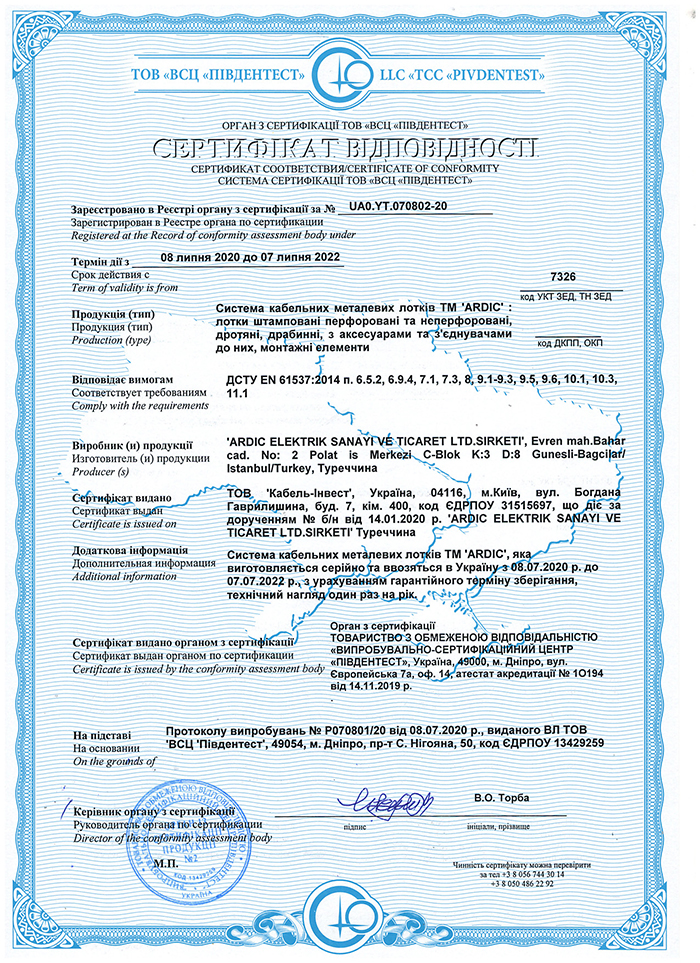 ТОВ «ВСЦ «ПІВДЕНТЕСТ» LLC «TCC «PIVDENTEST»
ОРГАН З СЕРТИФІКАЦІЇ ТОВ «ВСЦ «ПІВДЕНТЕСТ»
СЕРТИФІКАТ ВІДПОВІДНОСТІ
СЕРТИФИКАТ СООТВЕТСТВИЯ/CERTIFICATE OF CONFORMITY
СИСТЕМА СЕРТИФІКАЦІЇ ТОВ «ВСЦ «ПІВДЕНТЕСТ»
Зареєстровано в Реєстрі органу з сертифікації за № UA0.YT.070802-20
Зарегистрирован в Реестре органа по сертификации
Registered at the Record of conformity assessment body under
Термін дії з 08 липня 2020 до 07 липня 2022
Срок действия с
Term of validity is from
7326
код УКТ ЗЕД, ТН ЗЕД
Продукція (тип)
Продукция (тип)
Production (type)
Система кабельних металевих лотків ТМ 'ARDIC' :
лотки штамповані перфоровані та неперфоровані,
дротяні, драбинні, з аксесуарами та з'єднувачами
до них, монтажні елементи
код ДКПП, ОКП
Відповідає вимогам
Соответствует требованиям
Comply with the requirements
ДСТУ EN 61537:2014 п. 6.5.2, 6.9.4, 7.1, 7.3, 8, 9.1-9.3, 9.5, 9.6, 10.1, 10.3,
11.1
Виробник (и) продукції
Изготовитель (и) продукции
Producer (s)
'ARDIC ELEKTRIK SANAYI VE TICARET LTD.SIRKETI', Evren mah.Bahar
cad. No: 2 Polat is Merkezi C-Blok K:3 D:8 Gunesli-Bagcilar/
Istanbul/Turkey, Туреччина
Сертифікат видано
Сертификат выдан
Certificate is issued on
ТОВ 'Кабель-Інвест', Україна, 04116, м.Київ, вул. Богдана
Гаврилишина, буд. 7, кім. 400, код ЄДРПОУ 31515697, що діє за
дорученням № б/н від 14.01.2020 р. 'ARDIC ELEKTRIK SANAYI VE
TICARET LTD.SIRKETI' Туреччини
Додаткова інформація
Дополнительная информация
Additional information
Система кабельних металевих лотків ТМ 'ARDIC', яка
виготовляється серійно та ввозяться в Україну з 08.07.2020 р. до
07.07.2022 р., з урахуванням гарантійного терміну зберігання,
технічний нагляд один раз на рік.
Сертифікат видано органом з сертифікації
Сертификат выдан органом по сертификации
Certificate is issued by the conformity assessment body
Орган з сертифікації
ТОВАРИСТВО З ОБМЕЖЕНОЮ ВІДПОВІДАЛЬНІСТЮ
«ВИПРОБУВАЛЬНО-СЕРТИФІКАЦІЙНИЙ ЦЕНТР
«ПІВДЕНТЕСТ», Україна, 49000, м. Дніпро, вул.
Європейська 7а, оф. 14, атестат акредитації № 1О194
від 14.11.2019 р.
На підставі
На основании
On the grounds of
Протоколу випробувань № P070801/20 від 08.07.2020 р., виданого ВЛ ТОВ
'ВСЦ 'Південтест', 49054, м. Дніпро, пр-т С. Нігояна, 50, код ЄДРПОУ 13429259
Керівник органу з сертифікації
Руководитель органа по сертификации
Director of the conformity assessment body
В.О. Торба
підпис
ініціали, прізвище
М.П.
ПРОДУКЦІЇ
№2
КОД 13429259
УКРАЇНА
Чинність сертифікату можна перевірити
за тел +3 8 056 744 30 14
+3 8 050 486 22 92